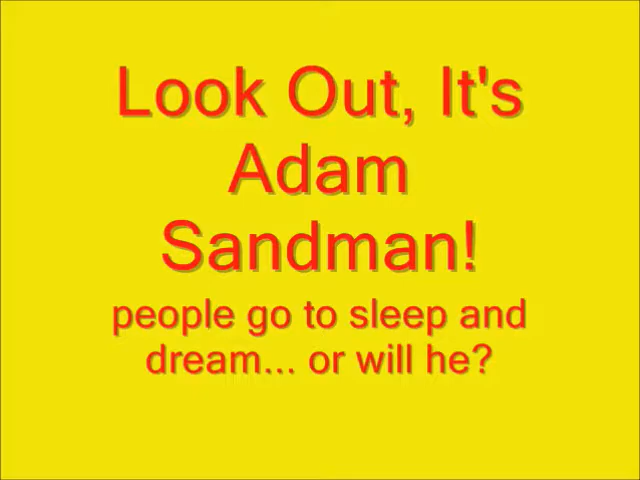 Look Out, It's
Adam
Sandman!
people go to sleep and
dream... or will he?